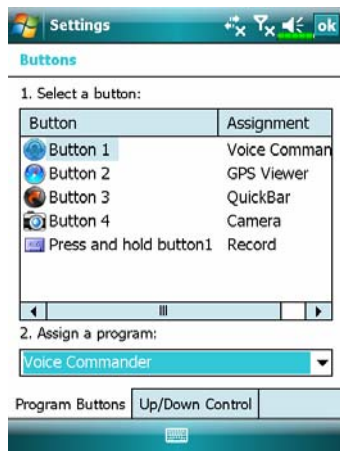 Settings ok
Buttons
1. Select a button:
Button Assignment
Button 1 Voice Comman
Button 2 GPS Viewer
Button 3 QuickBar
Button 4 Camera
Press and hold button1 Record
2. Assign a program:
Voice Commander
Program Buttons Up/Down Control